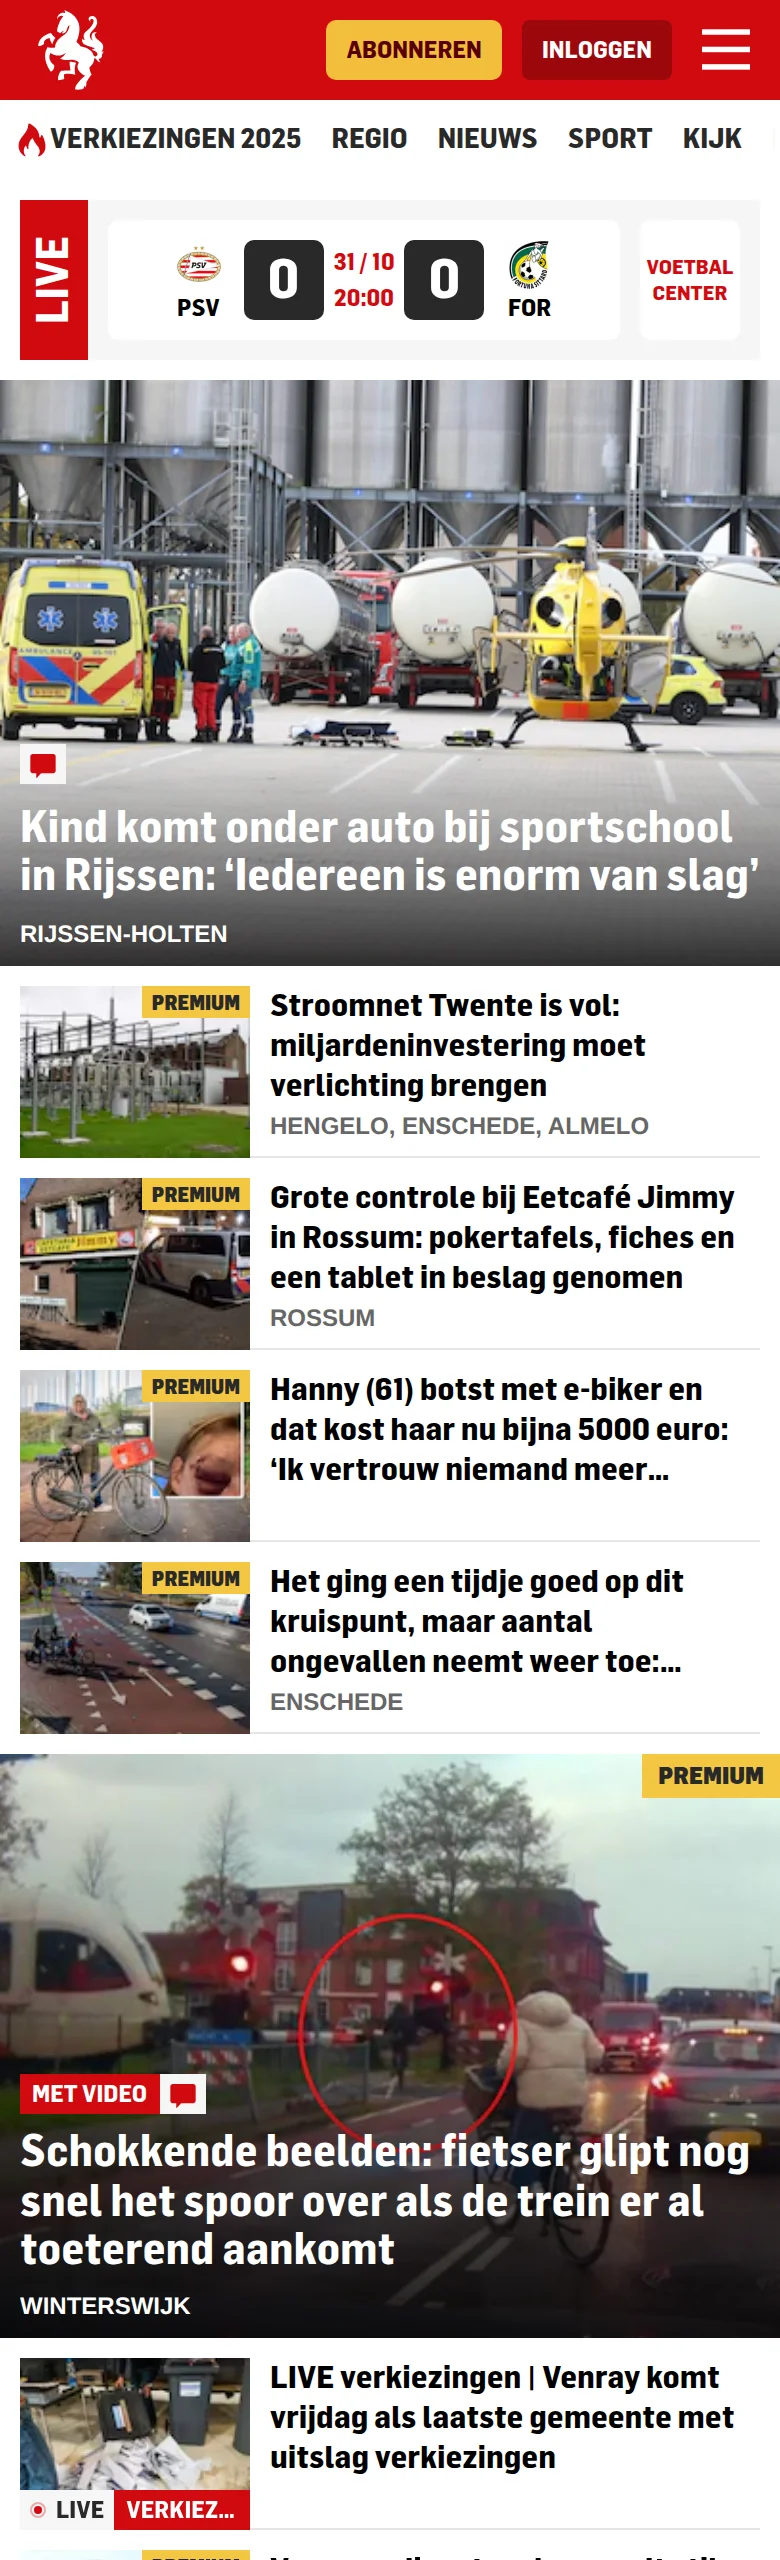 ABONNEREN
INLOGGEN
VERKIEZINGEN 2025 REGIO NIEUWS SPORT KIJK
LIVE
PSV
0
31 / 10
20:00
0
FOR
VOETBAL
CENTER
AMBULANCE
Kind komt onder auto bij sportschool
in Rijssen: ‘Iedereen is enorm van slag’
RIJSSEN-HOLTEN
PREMIUM
Stroomnet Twente is vol:
miljardeninvestering moet
verlichting brengen
HENGELO, ENSCHEDE, ALMELO
PREMIUM
Jimmy
Grote controle bij Eetcafé Jimmy
in Rossum: pokertafels, fiches en
een tablet in beslag genomen
ROSSUM
PREMIUM
Hanny (61) botst met e-biker en
dat kost haar nu bijna 5000 euro:
‘Ik vertrouw niemand meer...
PREMIUM
Het ging een tijdje goed op dit
kruispunt, maar aantal
ongevallen neemt weer toe:...
ENSCHEDE
PREMIUM
MET VIDEO
Schokkende beelden: fietser glipt nog
snel het spoor over als de trein er al
toeterend aankomt
WINTERSWIJK
LIVE VERKIEZ...
LIVE verkiezingen | Venray komt
vrijdag als laatste gemeente met
uitslag verkiezingen